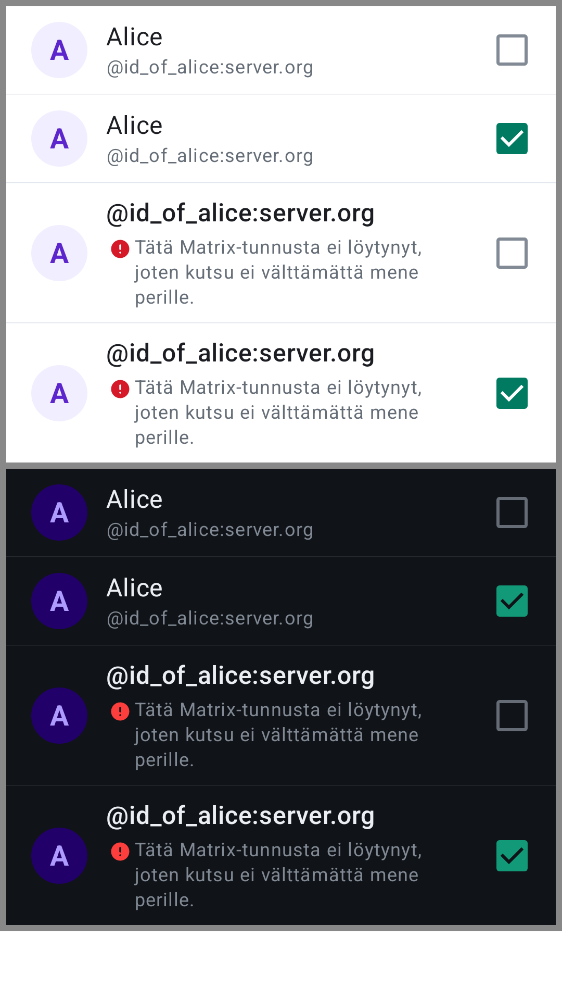 A
Alice
@id_of_alice:server.org
A
Alice
@id_of_alice:server.org
A
@id_of_alice:server.org
Tätä Matrix-tunnusta ei löytynyt,
joten kutsu ei välttämättä mene
perille.
A
@id_of_alice:server.org
Tätä Matrix-tunnusta ei löytynyt,
joten kutsu ei välttämättä mene
perille.
A
Alice
@id_of_alice:server.org
A
Alice
@id_of_alice:server.org
A
@id_of_alice:server.org
Tätä Matrix-tunnusta ei löytynyt,
joten kutsu ei välttämättä mene
perille.
A
@id_of_alice:server.org
Tätä Matrix-tunnusta ei löytynyt,
joten kutsu ei välttämättä mene
perille.